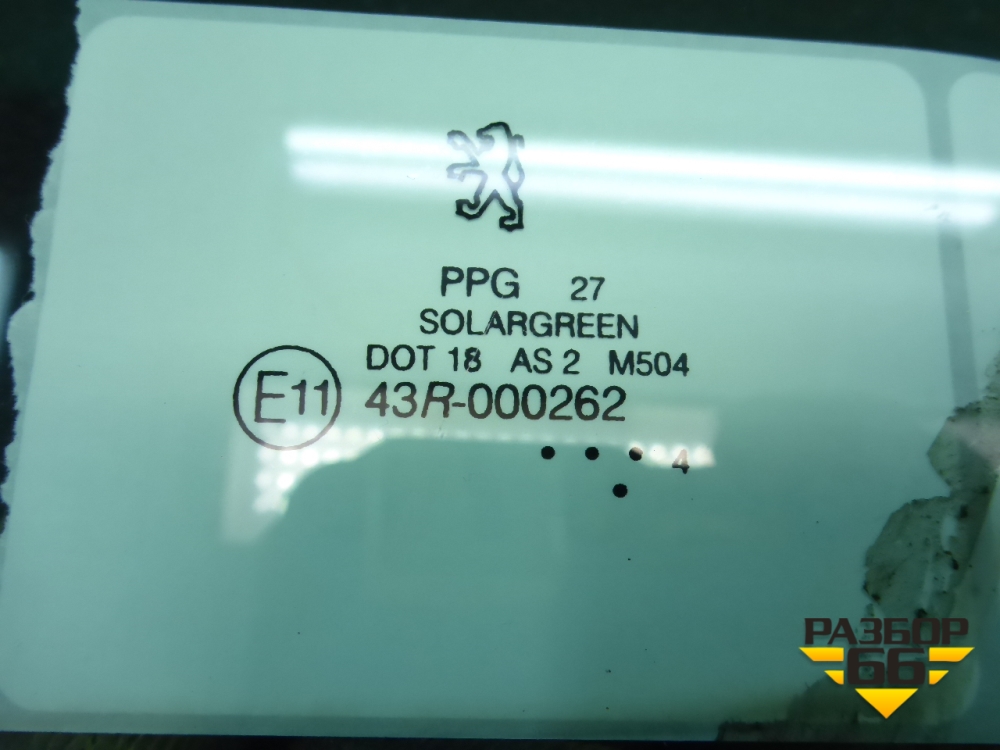 PPG 27
SOLARGREEN
DOT 18 AS 2 M504
E11 43R-000262
4
РАЗБОР
66